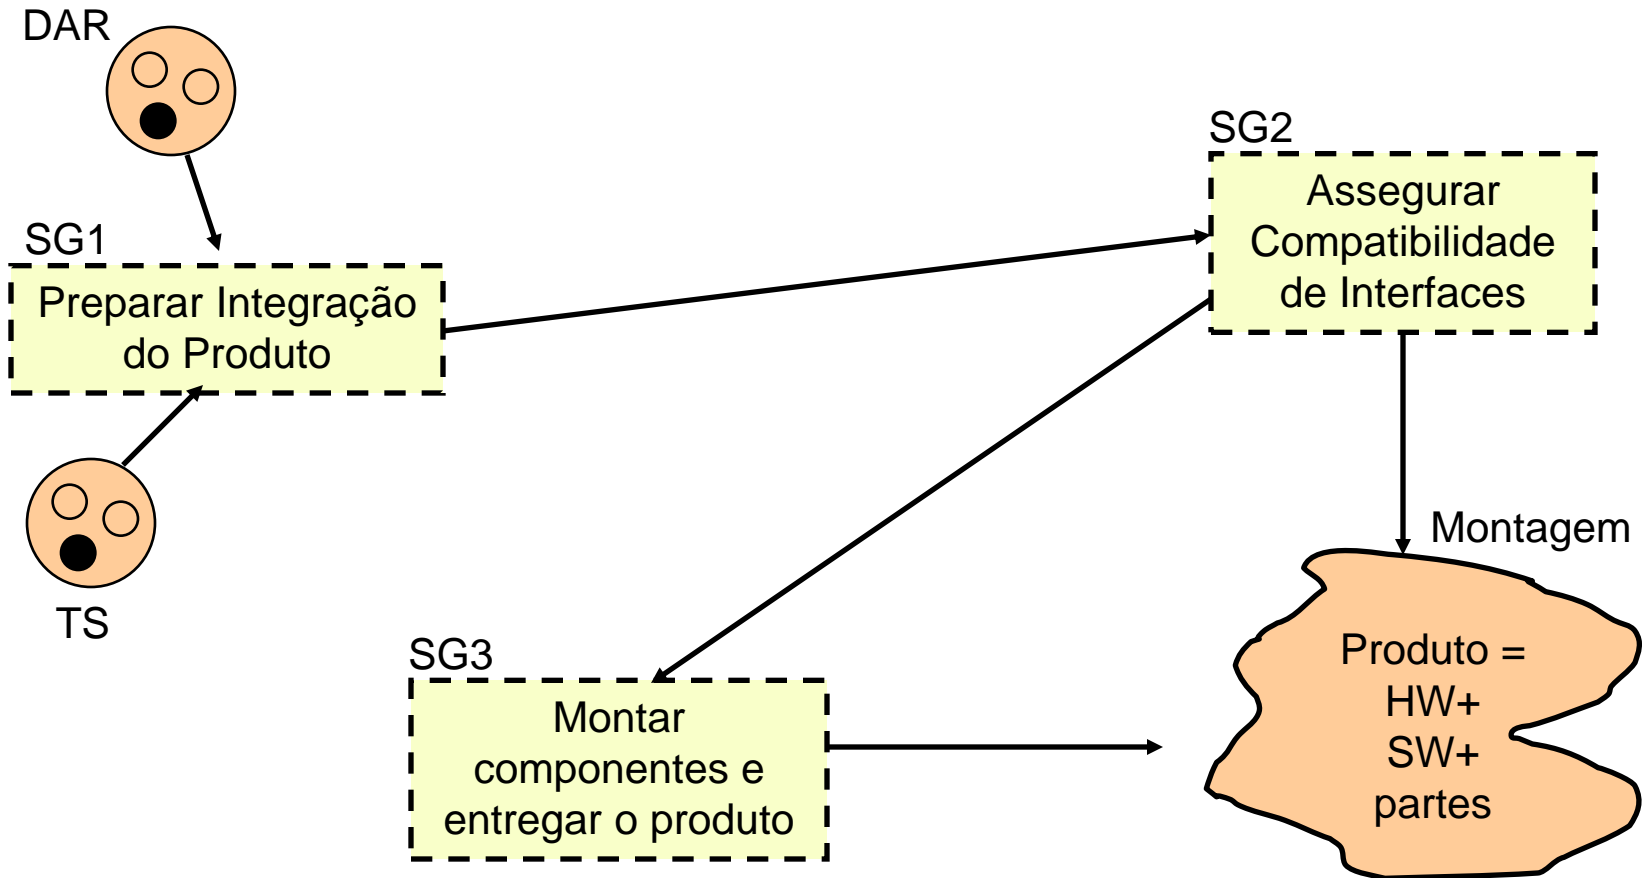 DAR
SG1
Preparar Integração
do Produto
TS
SG2
Assegurar
Compatibilidade
de Interfaces
SG3
Montar
componentes e
entregar o produto
Montagem
Produto =
HW+
SW+
partes